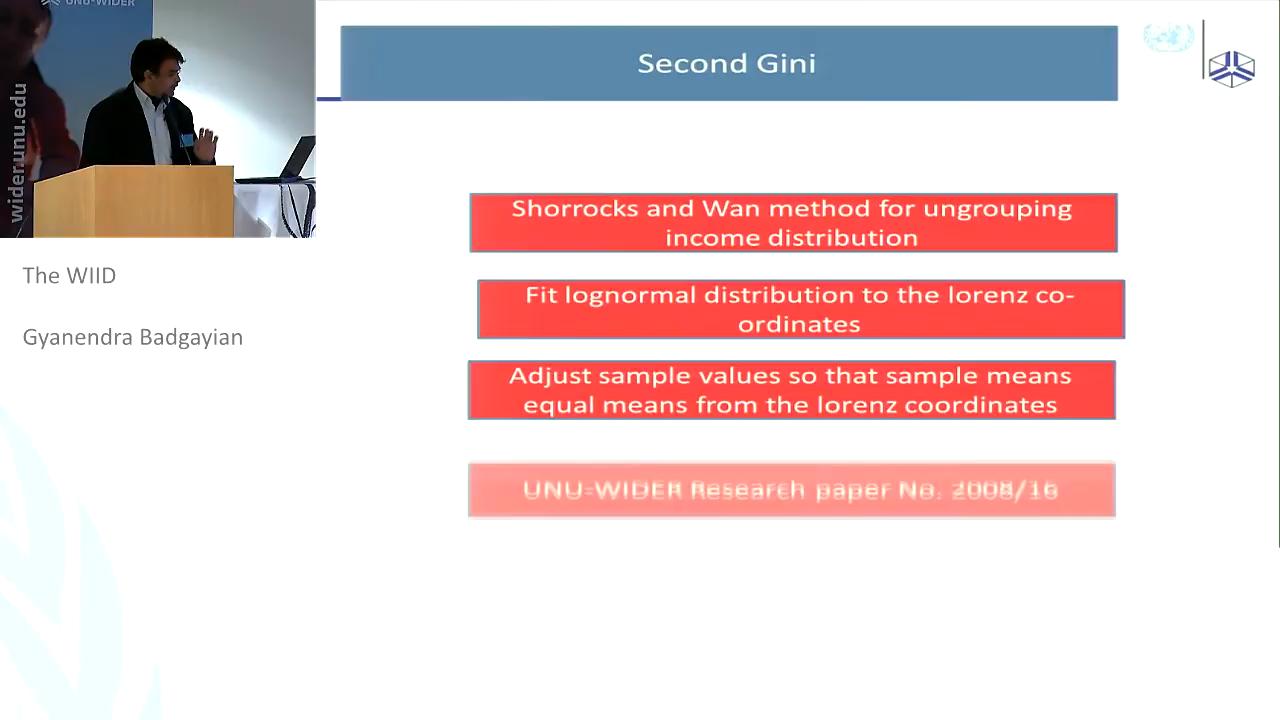 UNU-WIDER
wider.unu.edu
Second Gini
Shorrocks and Wan method for ungrouping
income distribution
Fit lognormal distribution to the lorenz co-
ordinates
Adjust sample values so that sample means
equal means from the lorenz coordinates
UNU-WIDER Research paper No. 2008/16
The WIID
Gyanendra Badgayian